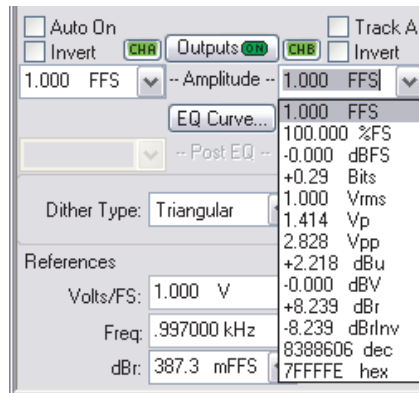 Auto On Track A
Invert CHA Outputs ON CHB Invert
1.000 FFS -- Amplitude -- 1.000 FFS
EQ Curve...
-- Post EQ --
1.000 FFS
100.000 %FS
-0.000 dBFS
+0.29 Bits
1.000 Vrms
1.414 Vp
2.828 Vpp
+2.218 dBu
-0.000 dBV
+8.239 dBr
-8.239 dBrInv
8388606 dec
7FFFFE hex
Dither Type: Triangular
References
Volts/FS: 1.000 V
Freq: .997000 kHz
dBr: 387.3 mFFS